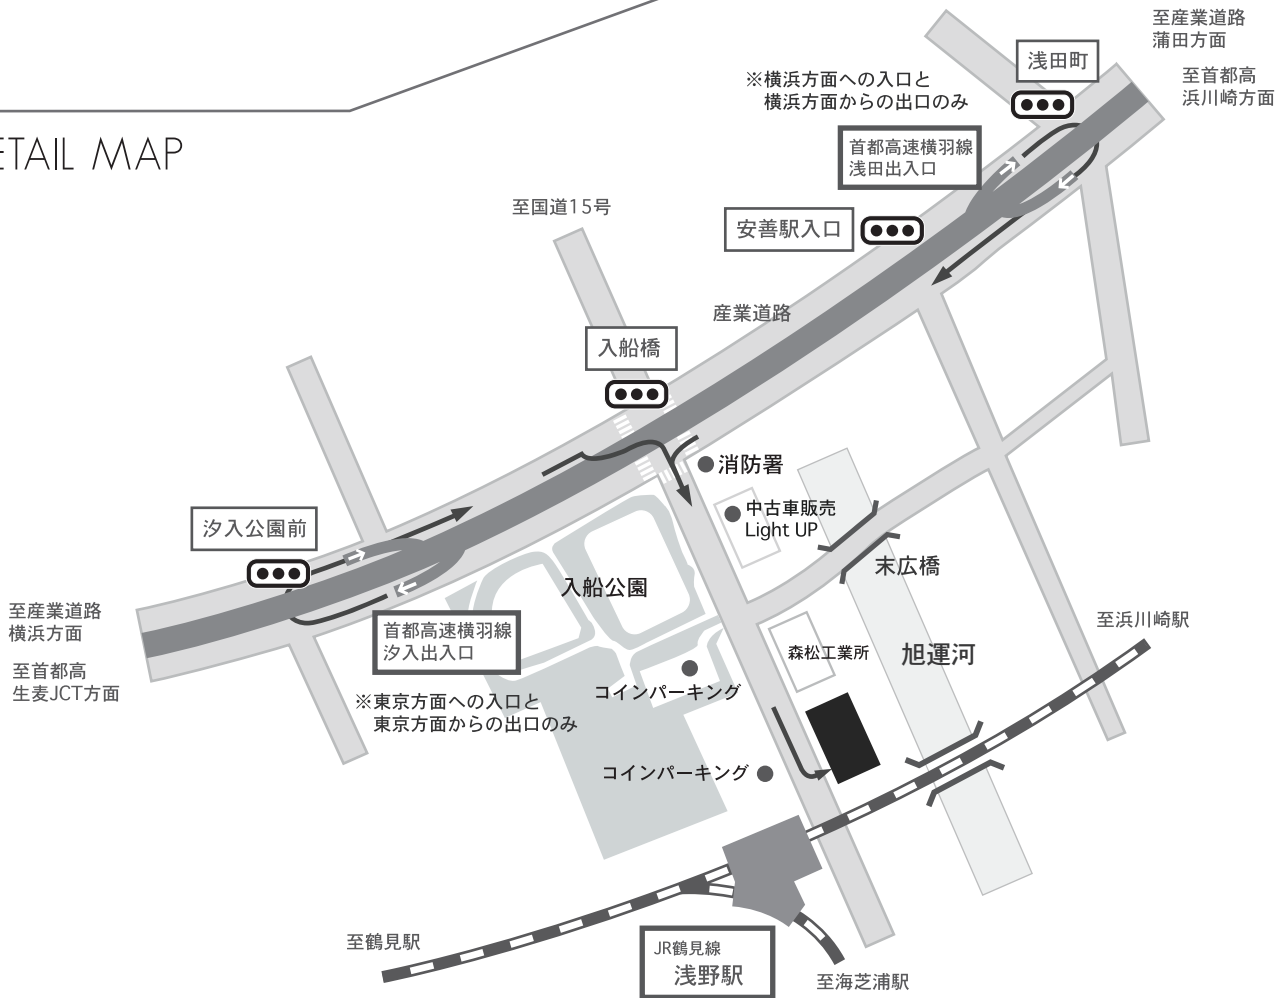 ETAIL MAP
至産業道路
蒲田方面
至首都高
浜川崎方面
浅田町
※横浜方面への入口と
横浜方面からの出口のみ
首都高速横羽線
浅田出入口
至国道15号
安善駅入口
産業道路
入船橋
消防署
中古車販売
Light UP
汐入公園前
入船公園
末広橋
至産業道路
横浜方面
至首都高
生麦JCT方面
首都高速横羽線
汐入出入口
※東京方面への入口と
東京方面からの出口のみ
至浜川崎駅
森松工業所
旭運河
コインパーキング
コインパーキング
至鶴見駅
JR鶴見線
浅野駅
至海芝浦駅